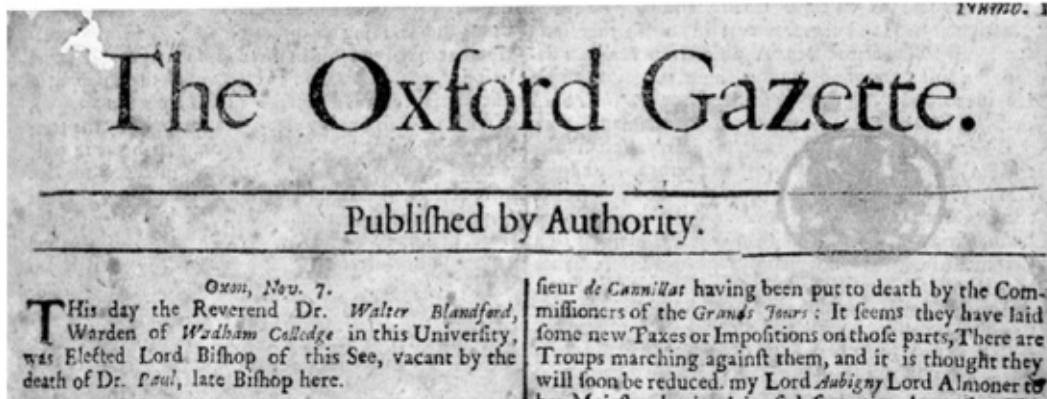 Numb. 1
The Oxford Gazette.
Publiſhed by Authority.
Oxon, Nov. 7.
THis day the Reverend Dr. Walter Blandford,
Warden of Wadham Colledge in this Univerſity,
was Elected Lord Biſhop of this See, vacant by the
death of Dr. Paul, late Biſhop here.
ſieur de Cannillat having been put to death by the Com-
miſſioners of the Grands Jours: It ſeems they have laid
ſome new Taxes or Impoſitions on thoſe parts, There are
Troups marching againſt them, and it is thought they
will ſoon be reduced. my Lord Aubigny Lord Almoner to